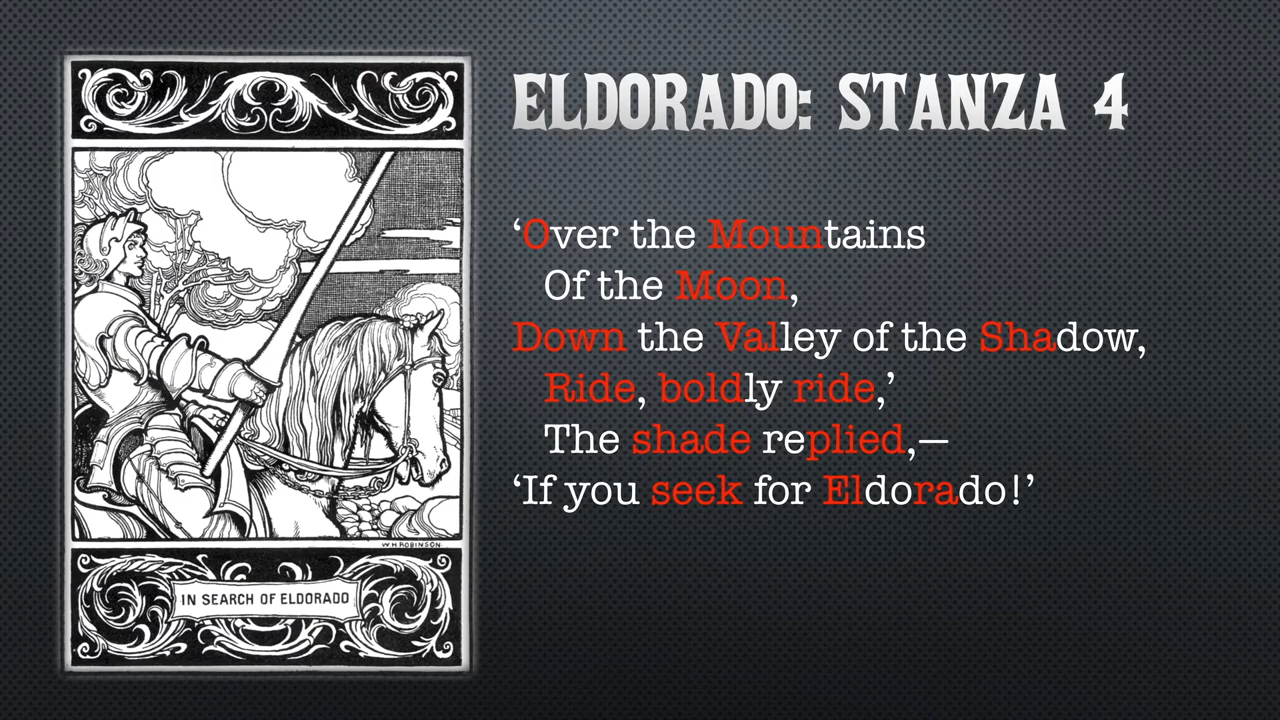 ELDORADO: STANZA 4
‘Over the Mountains
Of the Moon,
Down the Valley of the Shadow,
Ride, boldly ride,’
The shade replied,—
‘If you seek for Eldorado!’
W.H.ROBINSON.
IN SEARCH OF ELDORADO